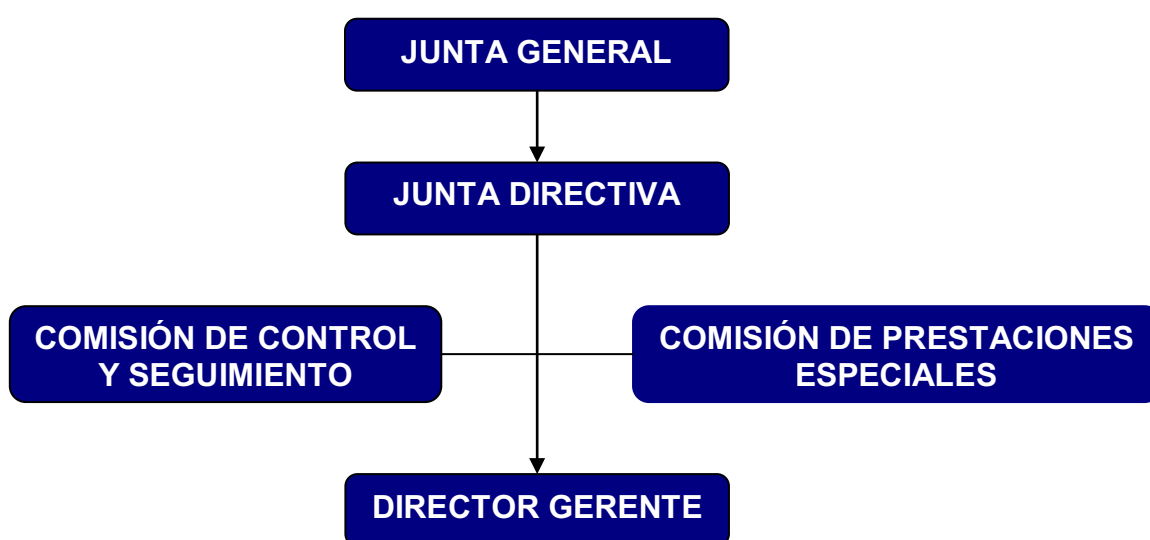 JUNTA GENERAL
JUNTA DIRECTIVA
COMISIÓN DE CONTROL
Y SEGUIMIENTO
COMISIÓN DE PRESTACIONES
ESPECIALES
DIRECTOR GERENTE